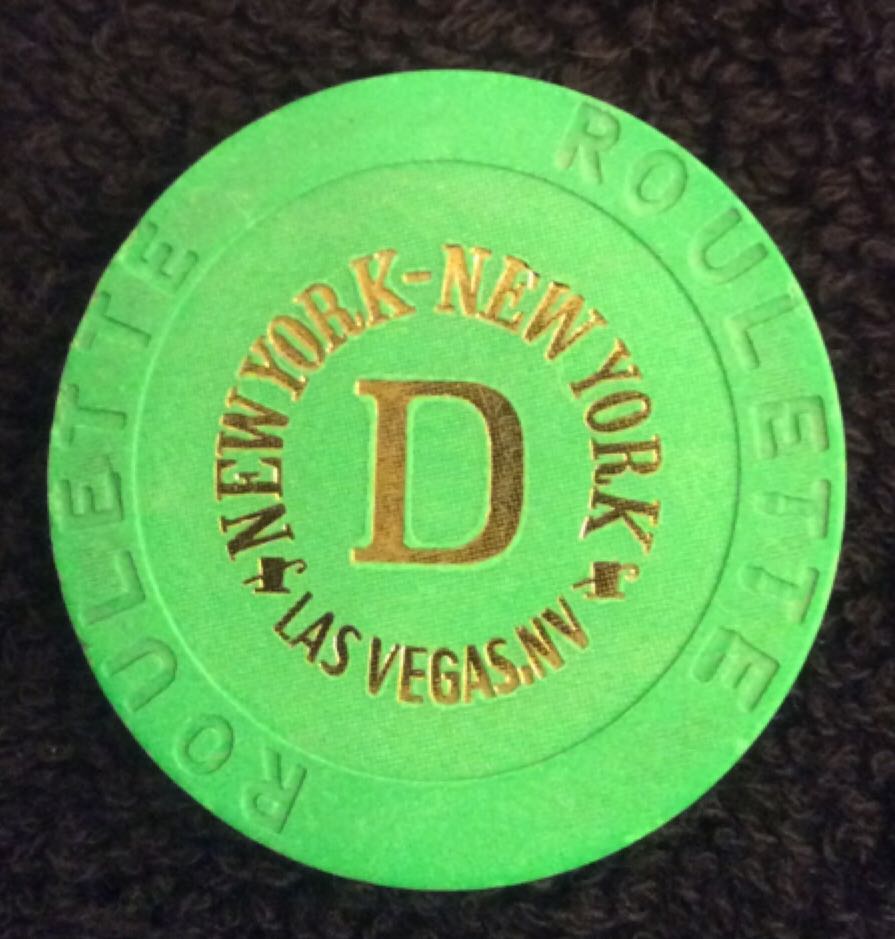 ROULETTE
ROULETTE
NEW YORK-NEW YORK
D
LAS VEGAS,NV